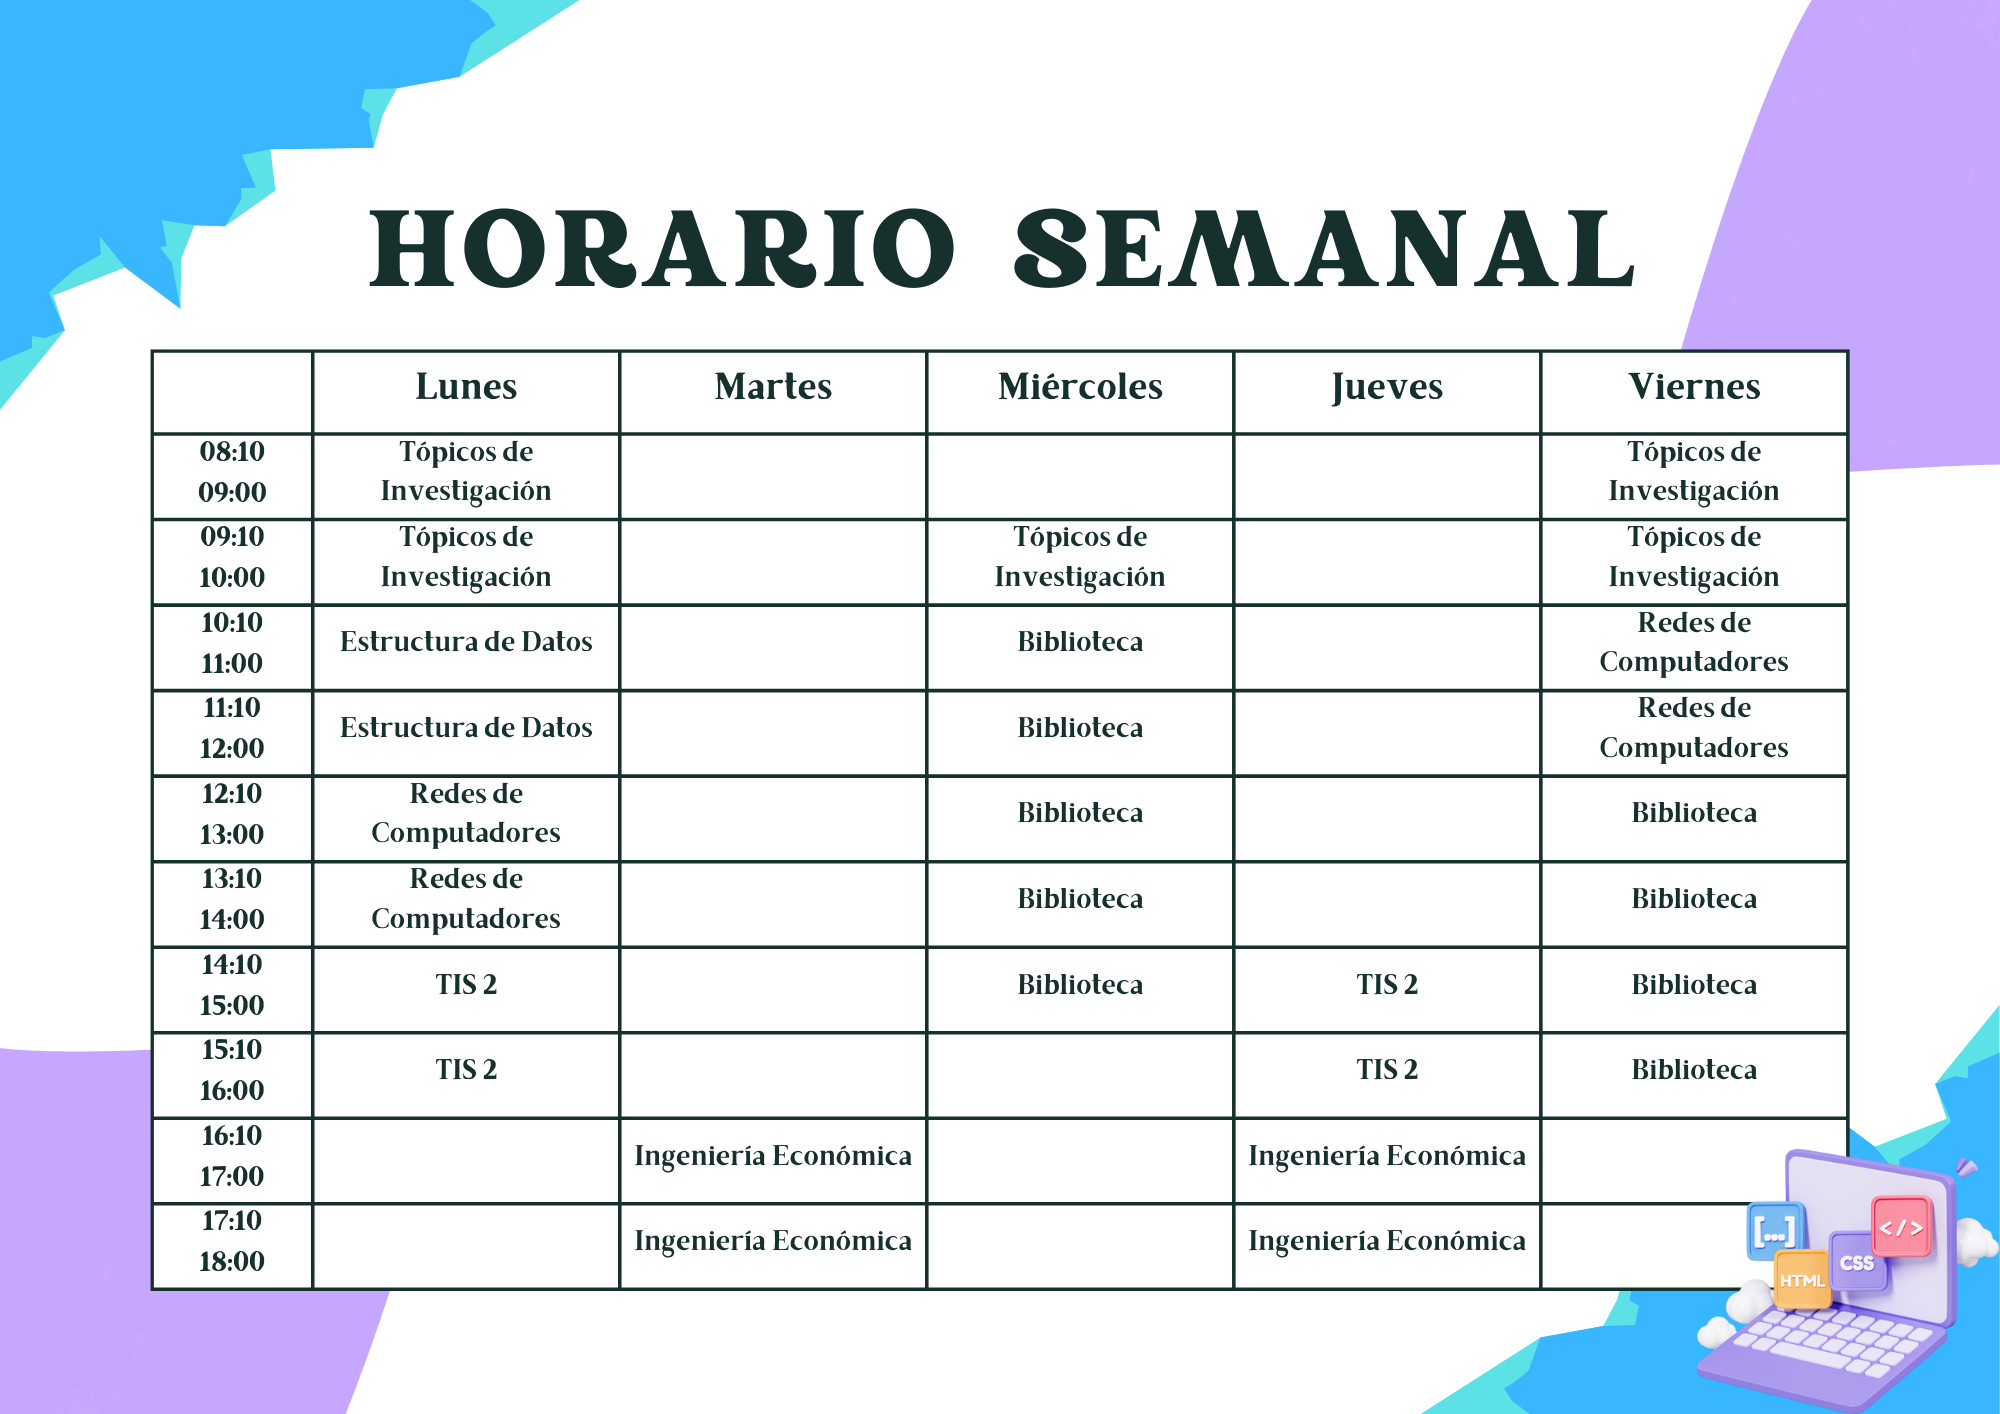 HORARIO SEMANAL
Lunes Martes Miércoles Jueves Viernes
08:10 Tópicos de Tópicos de
09:00 Investigación Investigación
09:10 Tópicos de Tópicos de Tópicos de
10:00 Investigación Investigación Investigación
10:10 Estructura de Datos Biblioteca Redes de
11:00 Computadores
11:10 Estructura de Datos Biblioteca Redes de
12:00 Computadores
12:10 Redes de Biblioteca Biblioteca
13:00 Computadores
13:10 Redes de Biblioteca Biblioteca
14:00 Computadores
14:10 TIS 2 Biblioteca TIS 2 Biblioteca
15:00
15:10 TIS 2 TIS 2 Biblioteca
16:00
16:10 Ingeniería Económica Ingeniería Económica
17:00
17:10 Ingeniería Económica Ingeniería Económica
18:00
[...] </>
CSS
HTML